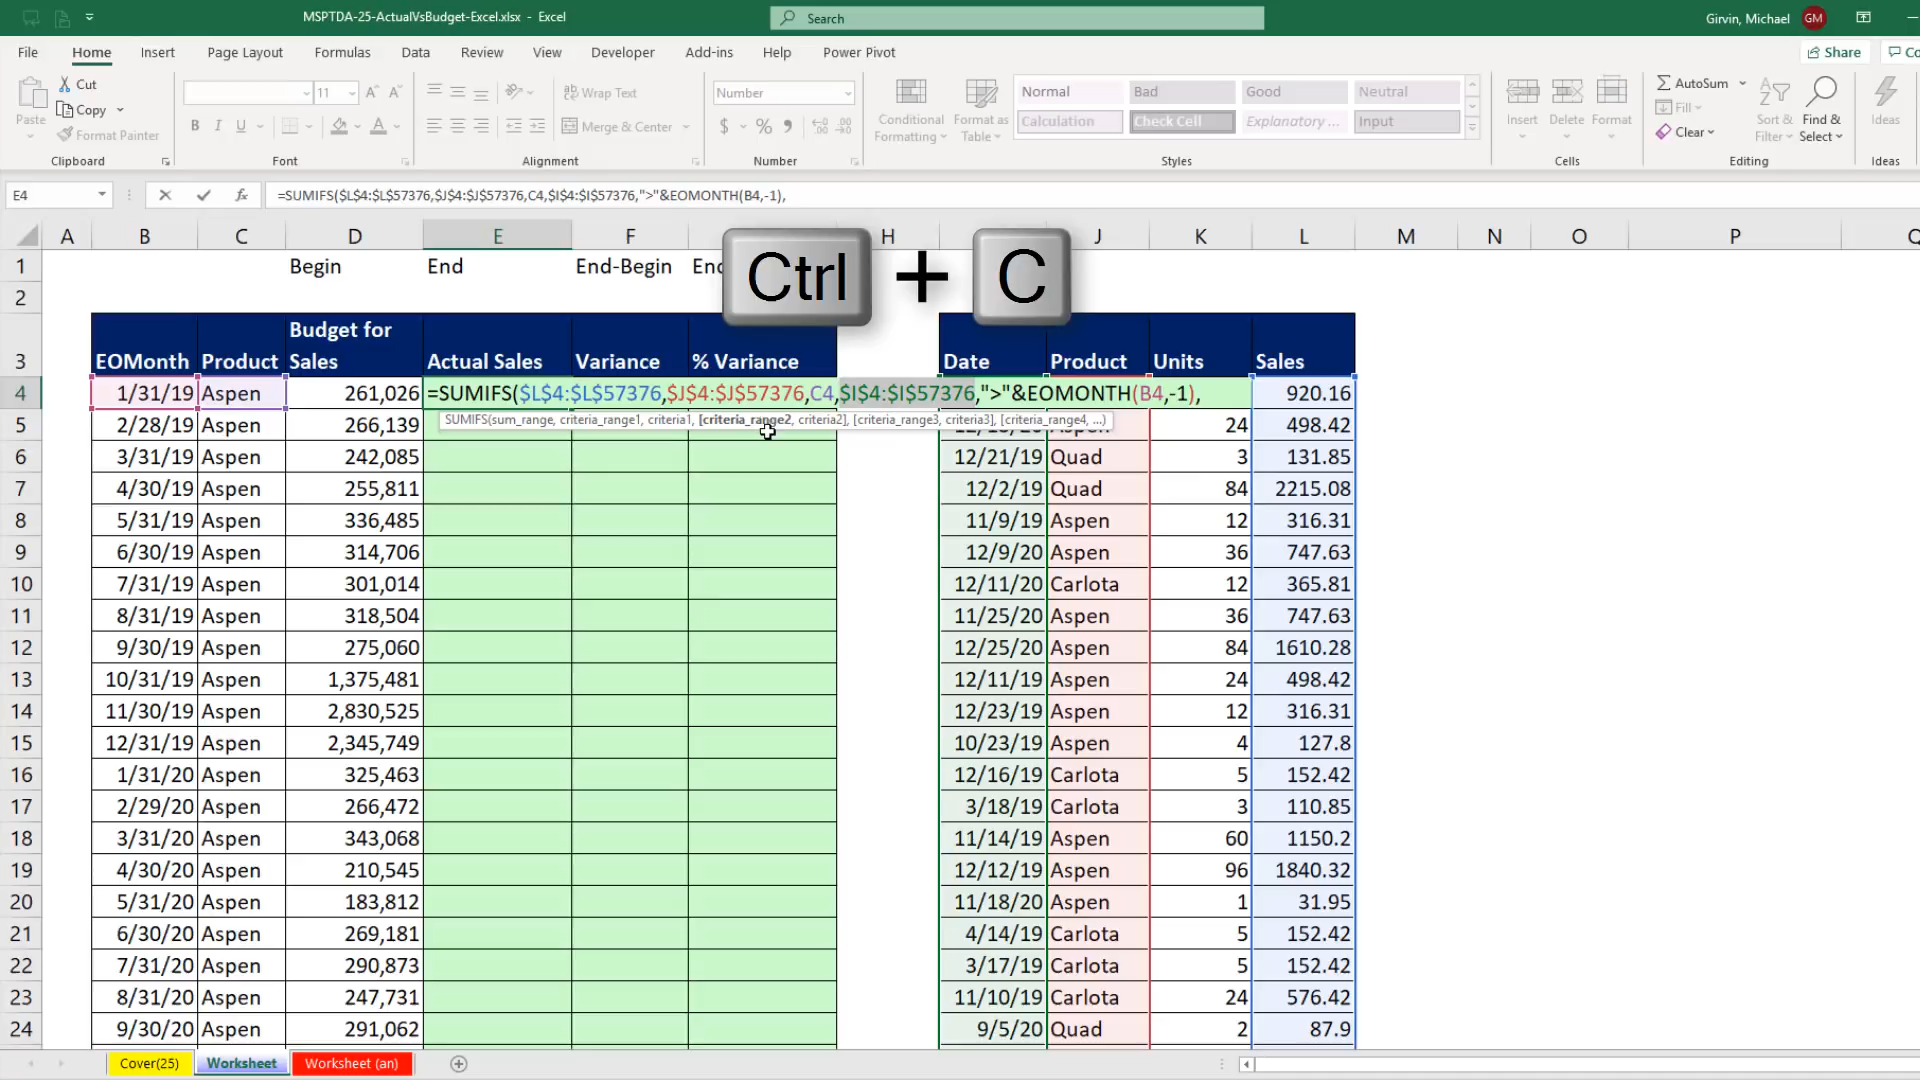 MSPTDA-25-ActualVsBudget-Excel.xlsx - Excel
Search
Girvin, Michael
GM
File Home Insert Page Layout Formulas Data Review View Developer Add-ins Help Power Pivot
Share
Co
Paste
Cut
Copy
Format Painter
Clipboard
11
Font
Wrap Text
Merge & Center
Alignment
Number
Number
Conditional Formatting
Format as Table
Normal Bad Good Neutral
Calculation Check Cell Explanatory ... Input
Styles
Insert Delete Format
Cells
AutoSum
Fill
Clear
Sort & Filter
Find & Select
Editing
Ideas
Ideas
E4
fx
=SUMIFS($L$4:$L$57376,$J$4:$J$57376,C4,$I$4:$I$57376,">"&EOMONTH(B4,-1),
A B C D E F H J K L M N O P Q
Ctrl + C
1 Begin End End-Begin En
2
3 EOMonth Product Budget for Sales Actual Sales Variance % Variance Date Product Units Sales
4 1/31/19 Aspen 261,026 =SUMIFS($L$4:$L$57376,$J$4:$J$57376,C4,$I$4:$I$57376,">"&EOMONTH(B4,-1), 920.16
SUMIFS(sum_range, criteria_range1, criteria1, [criteria_range2, criteria2], [criteria_range3, criteria3], [criteria_range4, ...)
5 2/28/19 Aspen 266,139 24 498.42
6 3/31/19 Aspen 242,085 12/21/19 Quad 3 131.85
7 4/30/19 Aspen 255,811 12/2/19 Quad 84 2215.08
8 5/31/19 Aspen 336,485 11/9/19 Aspen 12 316.31
9 6/30/19 Aspen 314,706 12/9/20 Aspen 36 747.63
10 7/31/19 Aspen 301,014 12/11/20 Carlota 12 365.81
11 8/31/19 Aspen 318,504 11/25/20 Aspen 36 747.63
12 9/30/19 Aspen 275,060 12/25/20 Aspen 84 1610.28
13 10/31/19 Aspen 1,375,481 12/11/19 Aspen 24 498.42
14 11/30/19 Aspen 2,830,525 12/23/19 Aspen 12 316.31
15 12/31/19 Aspen 2,345,749 10/23/19 Aspen 4 127.8
16 1/31/20 Aspen 325,463 12/16/19 Carlota 5 152.42
17 2/29/20 Aspen 266,472 3/18/19 Carlota 3 110.85
18 3/31/20 Aspen 343,068 11/14/19 Aspen 60 1150.2
19 4/30/20 Aspen 210,545 12/12/19 Aspen 96 1840.32
20 5/31/20 Aspen 183,812 11/18/20 Aspen 1 31.95
21 6/30/20 Aspen 269,181 4/14/19 Carlota 5 152.42
22 7/31/20 Aspen 290,873 3/17/19 Carlota 5 152.42
23 8/31/20 Aspen 247,731 11/10/19 Carlota 24 576.42
24 9/30/20 Aspen 291,062 9/5/20 Quad 2 87.9
Cover(25) Worksheet Worksheet (an)